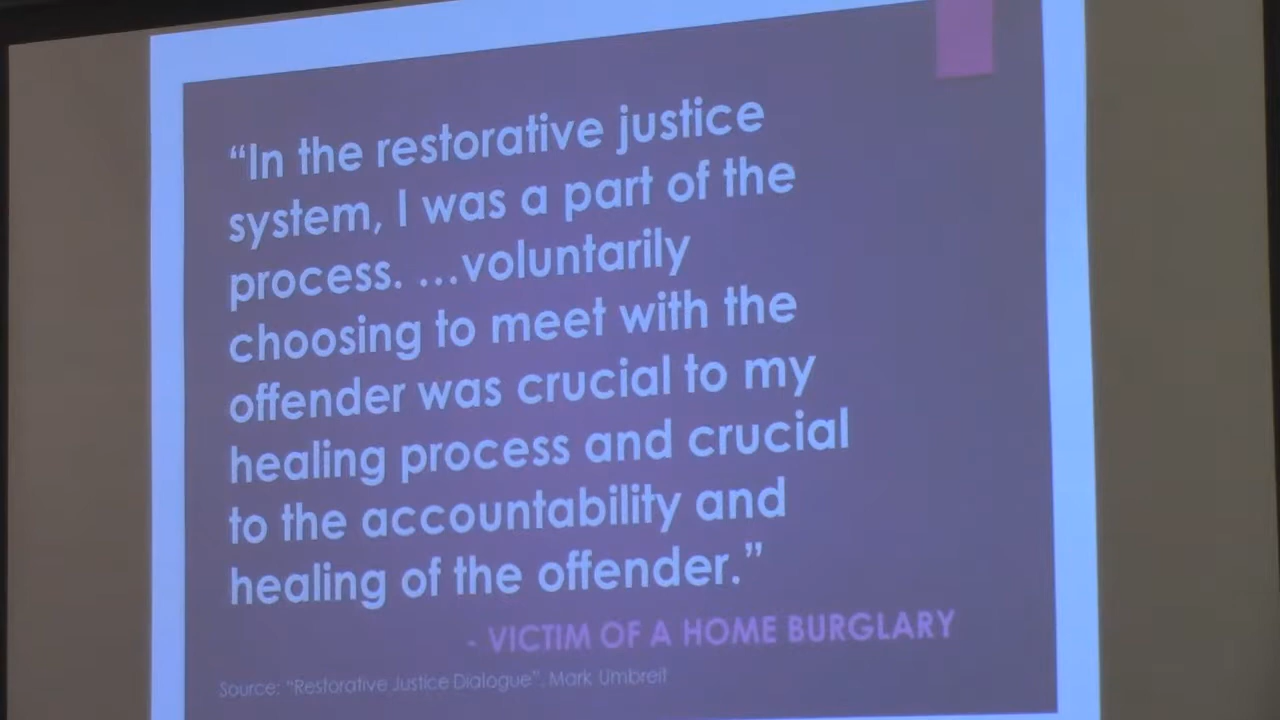 “In the restorative justice
system, I was a part of the
process. ...voluntarily
choosing to meet with the
offender was crucial to my
healing process and crucial
to the accountability and
healing of the offender.”
- VICTIM OF A HOME BURGLARY
Source: “Restorative Justice Dialogue”. Mark Umbreit